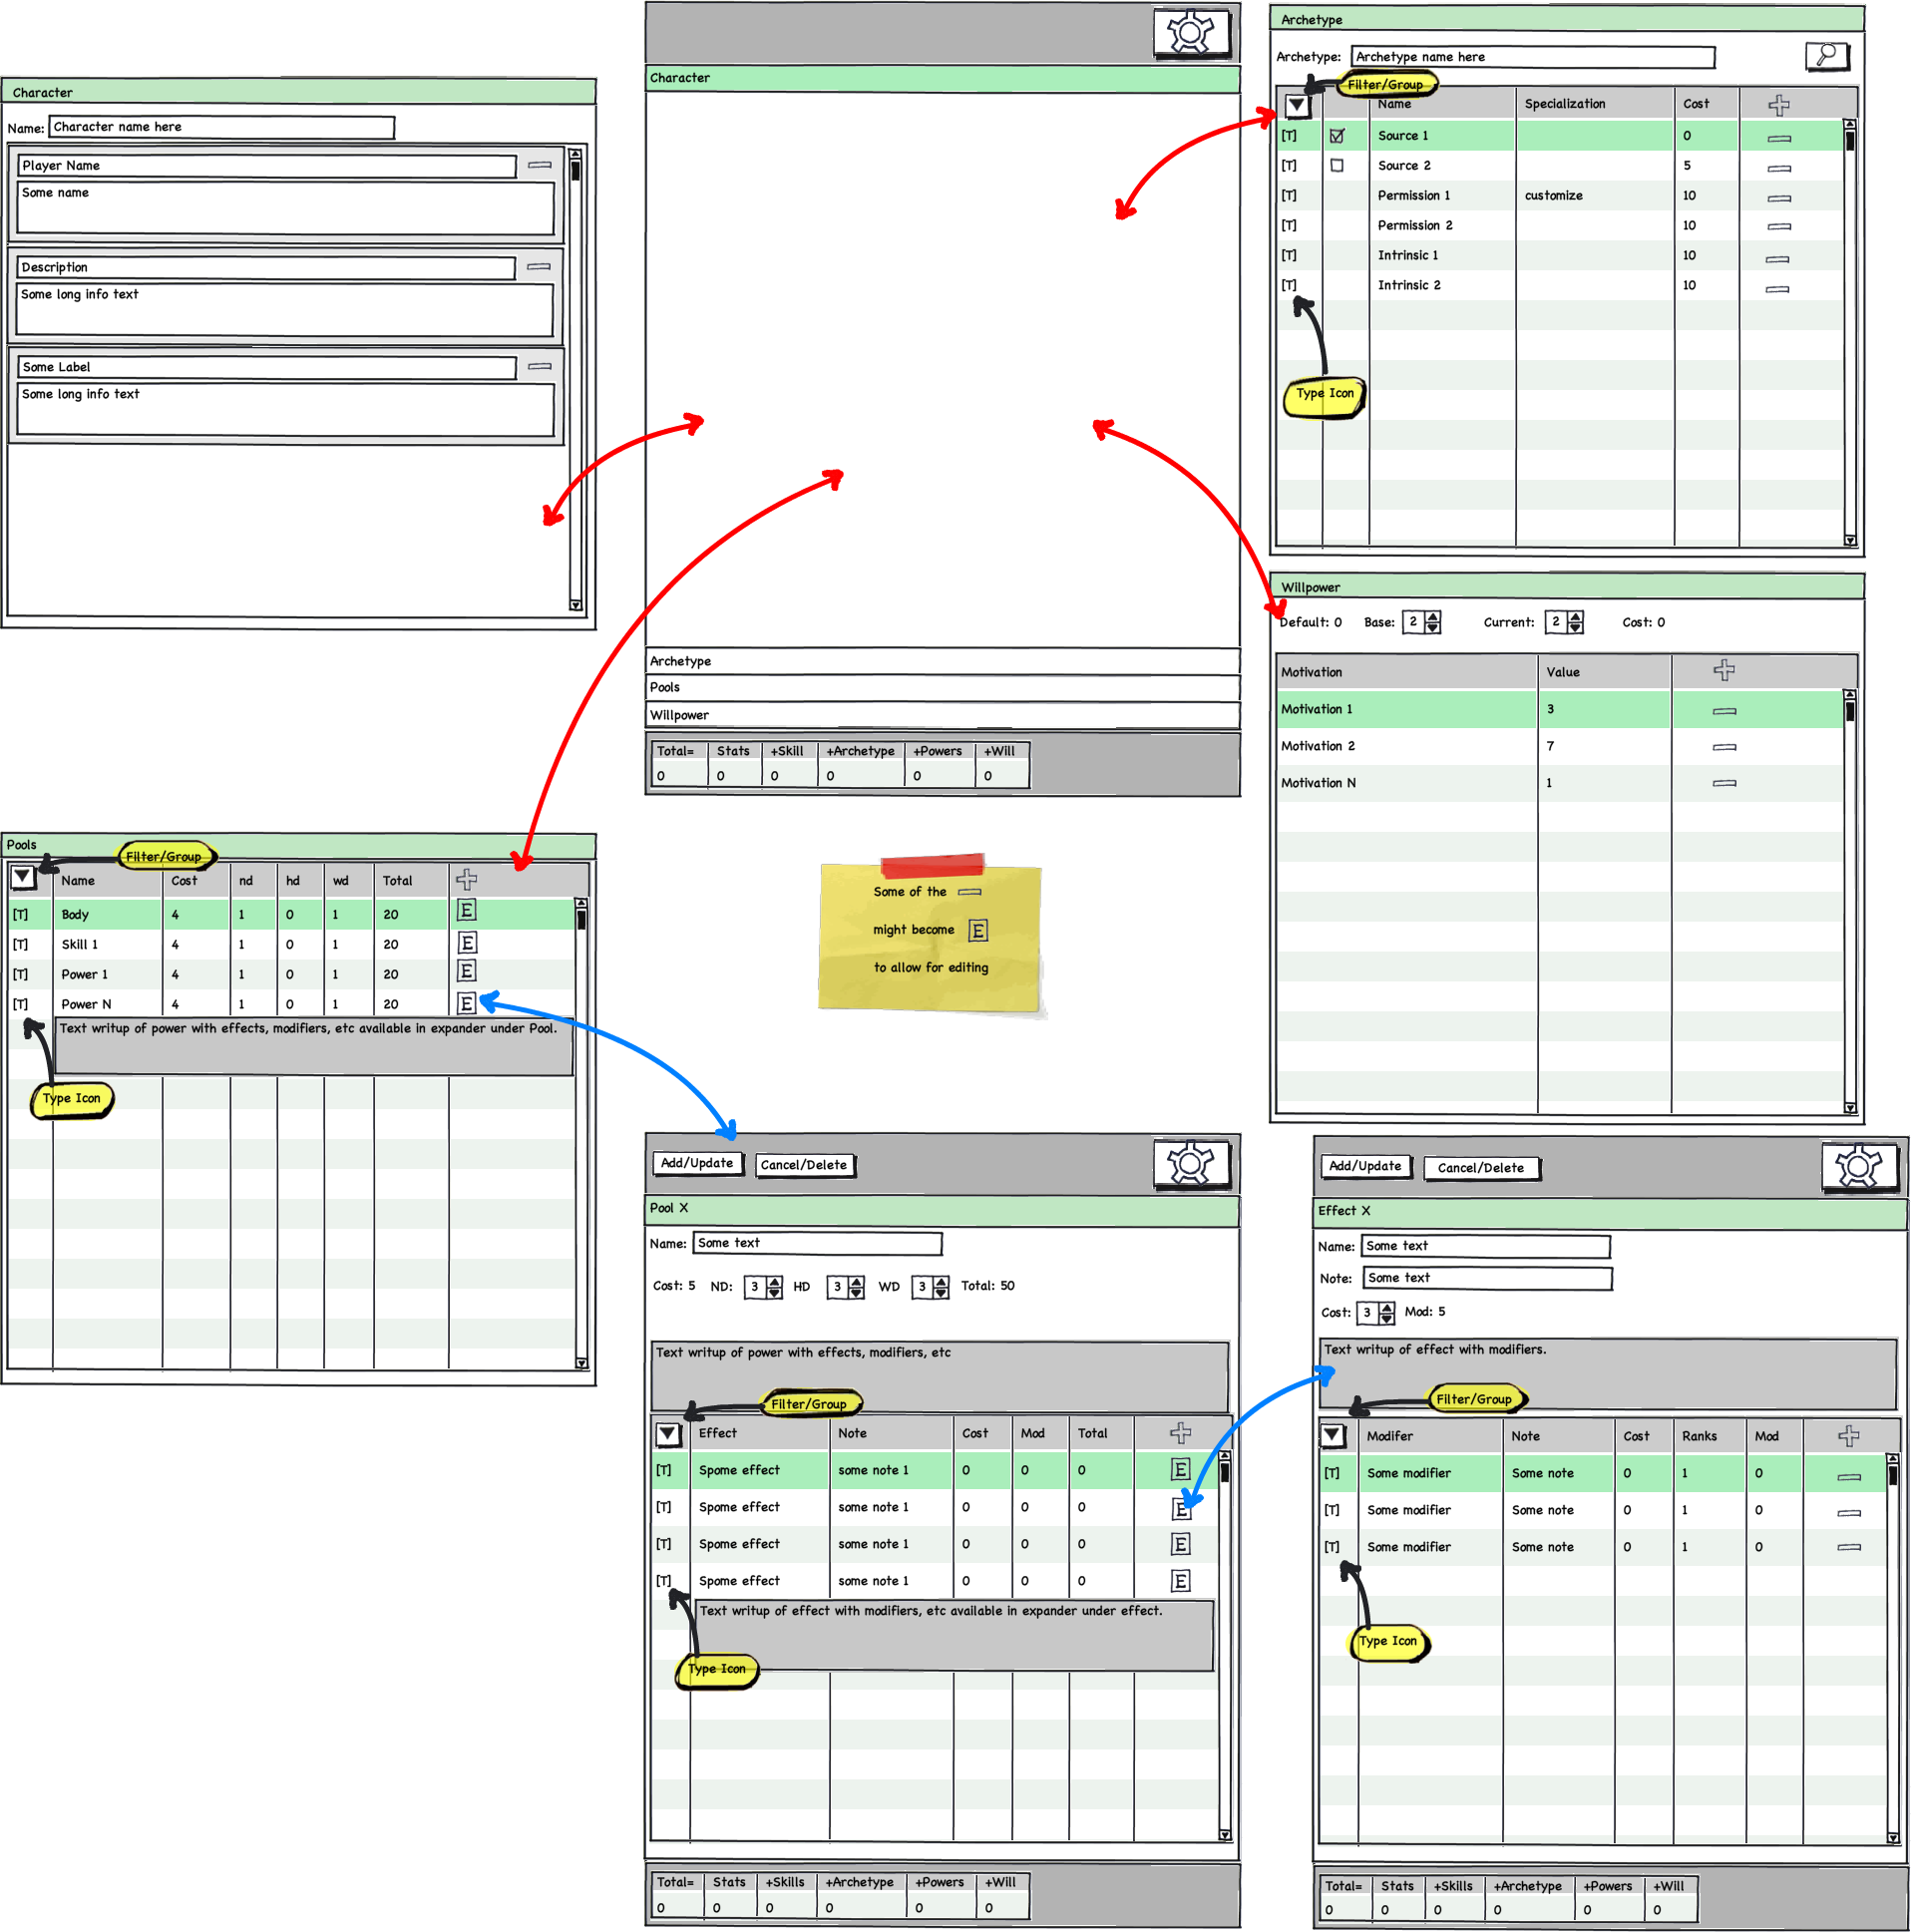 Character
Name: Character name here
Player Name
Some name
Description
Some long info text
Some Label
Some long info text
Character
Archetype
Pools
Willpower
Total= Stats +Skill +Archetype +Powers +Will
0 0 0 0 0 0
Archetype
Archetype: Archetype name here
Filter/Group
Name Specialization Cost
[T] Source 1 0
[T] Source 2 5
[T] Permission 1 customize 10
[T] Permission 2 10
[T] Intrinsic 1 10
[T] Intrinsic 2 10
Type Icon
Willpower
Default: 0 Base: 2 Current: 2 Cost: 0
Motivation Value
Motivation 1 3
Motivation 2 7
Motivation N 1
Pools
Filter/Group
Name Cost nd hd wd Total
[T] Body 4 1 0 1 20 E
[T] Skill 1 4 1 0 1 20 E
[T] Power 1 4 1 0 1 20 E
[T] Power N 4 1 0 1 20 E
Text writup of power with effects, modifiers, etc available in expander under Pool.
Type Icon
Some of the
might become E
to allow for editing
Add/Update Cancel/Delete
Pool X
Name: Some text
Cost: 5 ND: 3 HD 3 WD 3 Total: 50
Text writup of power with effects, modifiers, etc
Filter/Group
Effect Note Cost Mod Total
[T] Spome effect some note 1 0 0 0 E
[T] Spome effect some note 1 0 0 0 E
[T] Spome effect some note 1 0 0 0 E
[T] Spome effect some note 1 0 0 0 E
Text writup of effect with modifiers, etc available in expander under effect.
Type Icon
Total= Stats +Skills +Archetype +Powers +Will
0 0 0 0 0 0
Add/Update Cancel/Delete
Effect X
Name: Some text
Note: Some text
Cost: 3 Mod: 5
Text writup of effect with modifiers.
Filter/Group
Modifer Note Cost Ranks Mod
[T] Some modifier Some note 0 1 0
[T] Some modifier Some note 0 1 0
[T] Some modifier Some note 0 1 0
Type Icon
Total= Stats +Skills +Archetype +Powers +Will
0 0 0 0 0 0